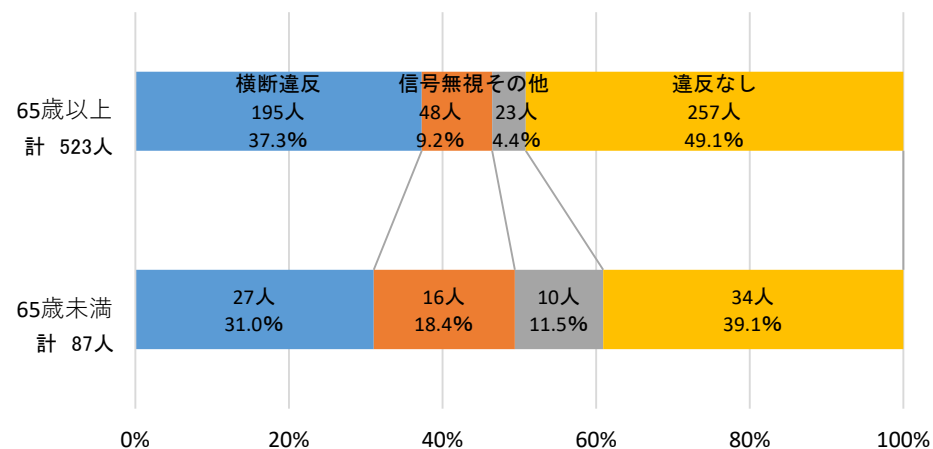 横断違反 信号無視 その他 違反なし
65歳以上 195人 48人 23人 257人
計 523人 37.3% 9.2% 4.4% 49.1%
65歳未満 27人 16人 10人 34人
計 87人 31.0% 18.4% 11.5% 39.1%
0% 20% 40% 60% 80% 100%